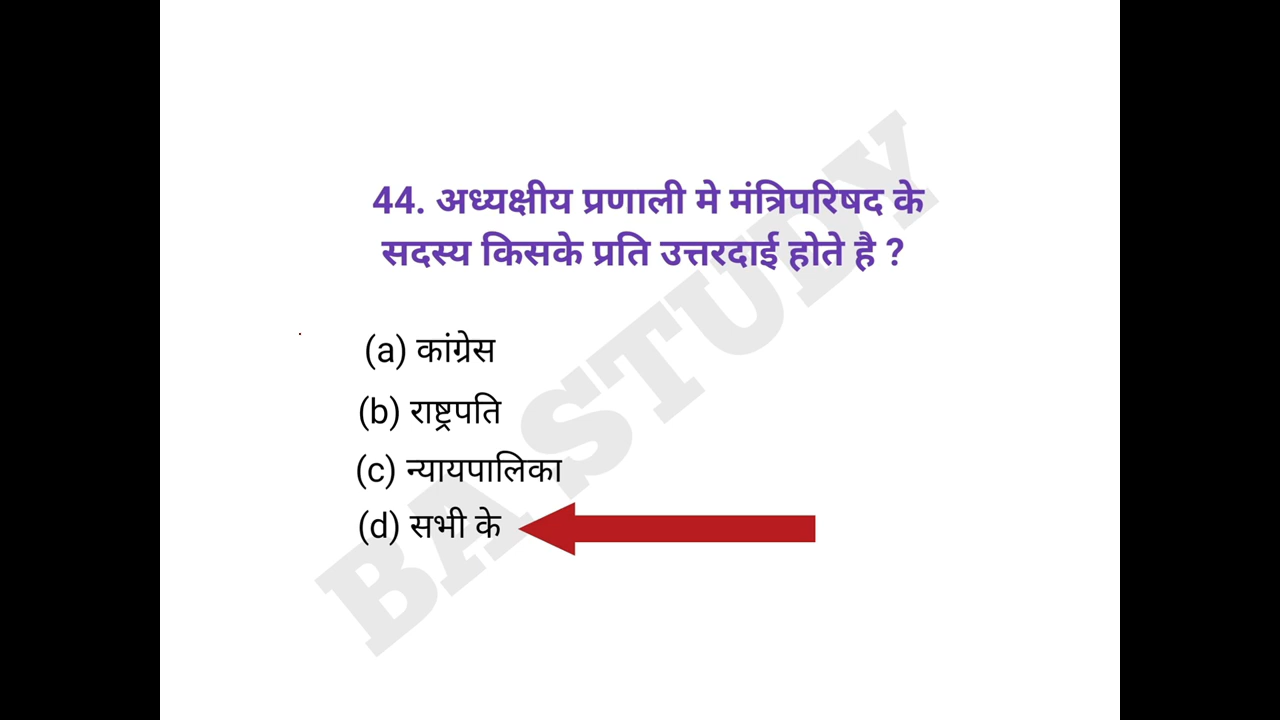 44. अध्यक्षीय प्रणाली मे मंत्रिपरिषद के
सदस्य किसके प्रति उत्तरदाई होते है ?
(a) कांग्रेस
(b) राष्ट्रपति
(c) न्यायपालिका
(d) सभी के
BA STUDY